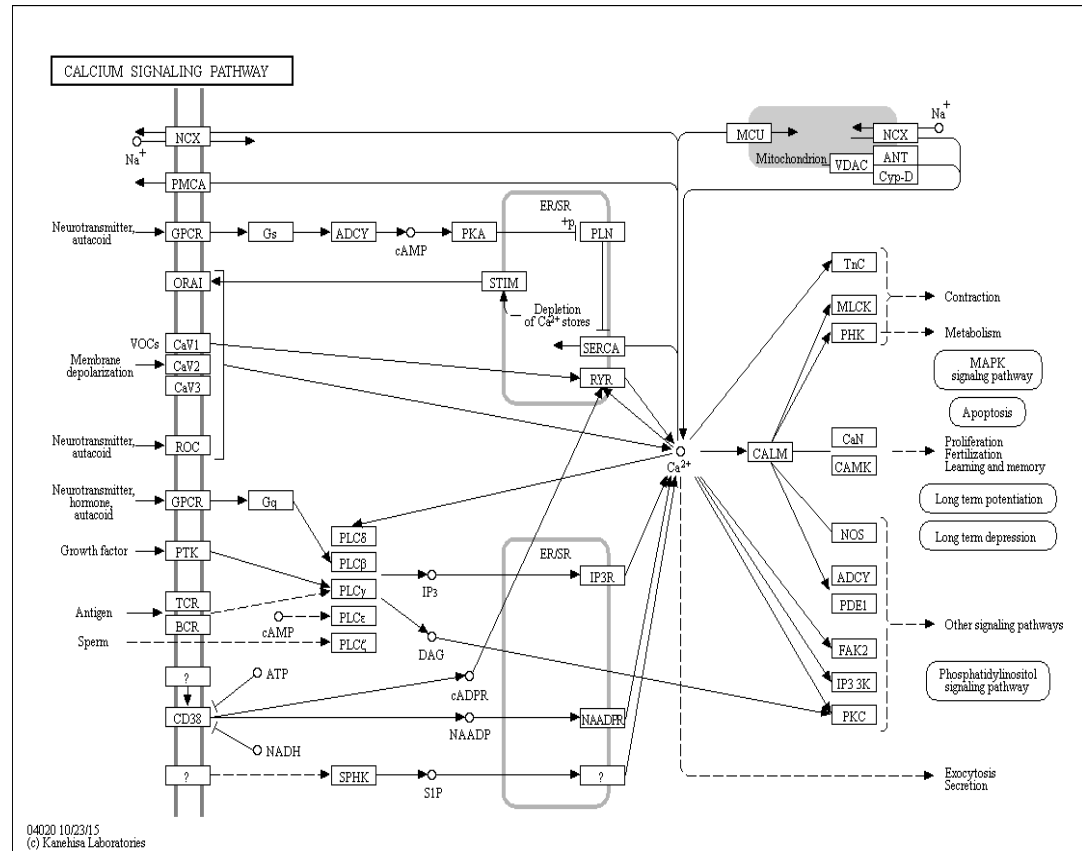 CALCIUM SIGNALING PATHWAY
NCX
Na+
PMCA
MCU
Mitochondrion
NCX
Na+
VDAC
ANT
Cyp-D
Neurotransmitter,
autacoid
GPCR
Gs
ADCY
cAMP
PKA
ER/SR
+p
PLN
ORAI
STIM
Depletion
of Ca2+ stores
VOCs
CaV1
Membrane
depolarization
CaV2
CaV3
SERCA
RYR
Neurotransmitter,
autacoid
ROC
Ca2+
CALM
TnC
MLCK
PHK
Contraction
Metabolism
MAPK
signaling pathway
Apoptosis
CaN
CAMK
Proliferation
Fertilization
Learning and memory
Long term potentiation
Long term depression
Neurotransmitter,
hormone,
autacoid
GPCR
Gq
PLCδ
PLCβ
PLCγ
PLCε
PLCζ
Growth factor
PTK
Antigen
TCR
BCR
cAMP
Sperm
IP3
DAG
ER/SR
IP3R
NOS
ADCY
PDE1
FAK2
IP3 3K
PKC
Other signaling pathways
Phosphatidylinositol
signaling pathway
?
ATP
CD38
NADH
cADPR
NAADP
NAADPR
?
SPHK
S1P
?
Exocytosis
Secretion
04020 10/23/15
(c) Kanehisa Laboratories